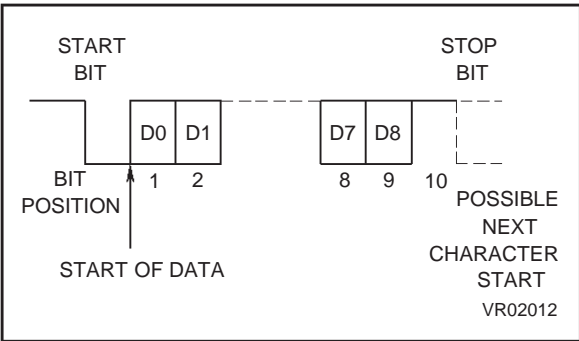 START
BIT
STOP
BIT
D0 D1 D7 D8
BIT
POSITION
1 2 8 9 10
POSSIBLE
NEXT
CHARACTER
START
START OF DATA
VR02012